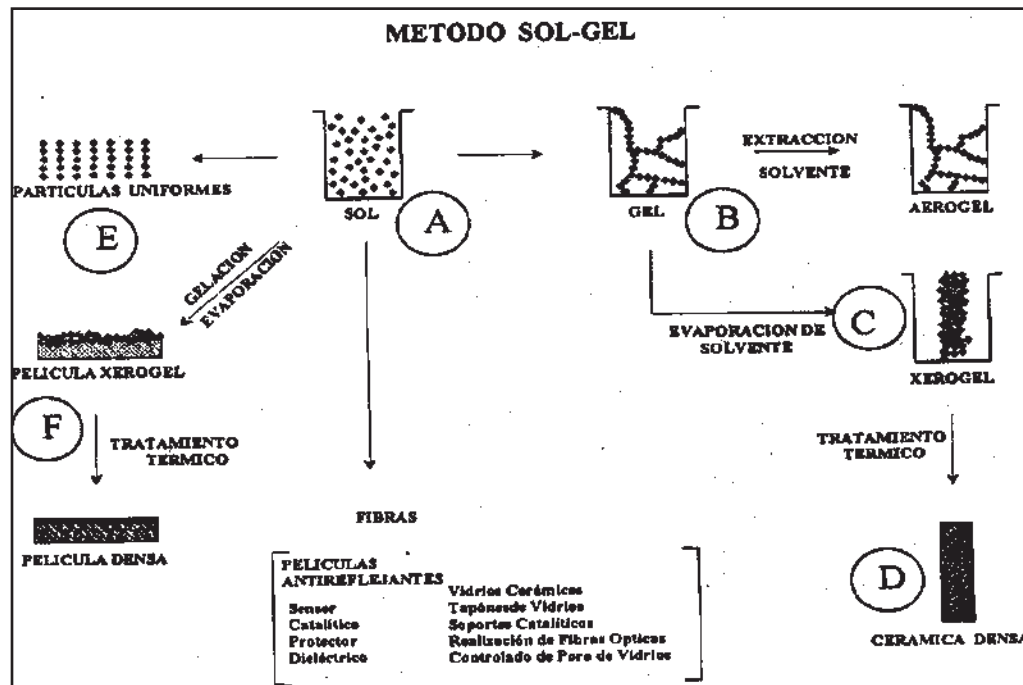 METODO SOL-GEL
PARTICULAS UNIFORMES
E
SOL
A
GEL
B
EXTRACCION
SOLVENTE
AEROGEL
GELACION
EVAPORACION
PELICULA XEROGEL
F
TRATAMIENTO
TERMICO
PELICULA DENSA
EVAPORACION DE
SOLVENTE
C
XEROGEL
TRATAMIENTO
TERMICO
D
CERAMICA DENSA
FIBRAS
PELICULAS
ANTIREFLEJANTES
Sensor
Catalítico
Protector
Dieléctrico
Vidrios Cerámicos
Tapónesde Vidrios
Soportes Catalíticos
Realización de Fibras Opticas
Controlado de Poro de Vidrios